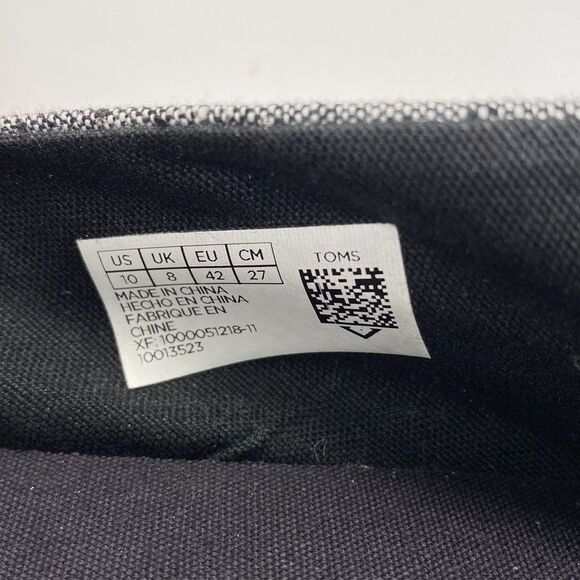 US UK EU CM
10 8 42 27
MADE IN CHINA
HECHO EN CHINA
FABRIQUE EN
CHINE
XF: 1000051218-11
10013523
TOMS